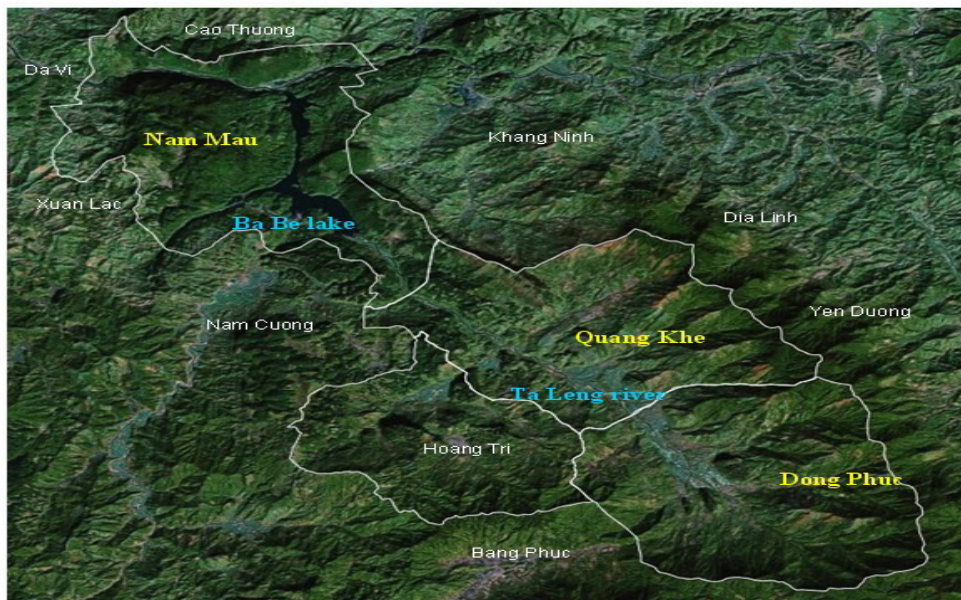 Cao Thuong
Da Vi
Nam Mau
Khang Ninh
Xuan Lac
Ba Be lake
Dia Linh
Nam Cuong
Yen Duong
Quang Khe
Ta Leng river
Hoang Tri
Dong Phuc
Bang Phuc